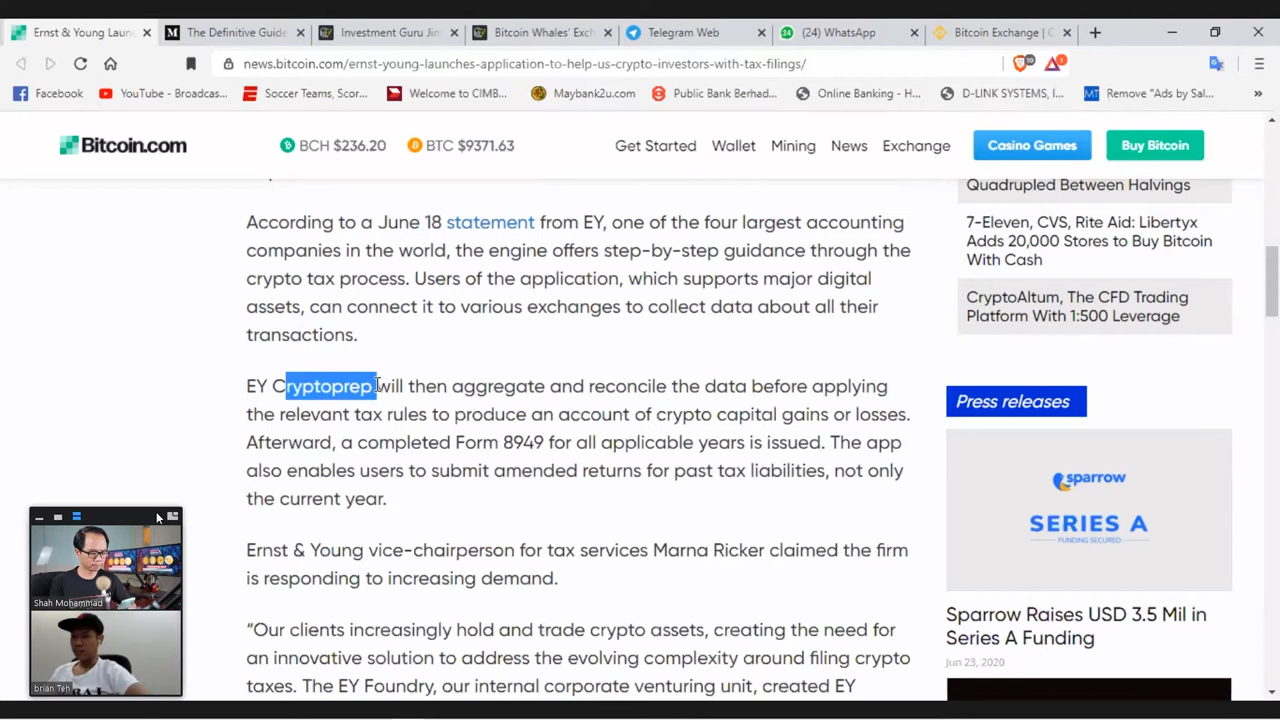 Ernst & Young Laun
The Definitive Guide
Investment Guru Jim
Bitcoin Whales' Exc
Telegram Web
(24) WhatsApp
Bitcoin Exchange | C
news.bitcoin.com/ernst-young-launches-application-to-help-us-crypto-investors-with-tax-filings/
Facebook
YouTube - Broadcas...
Soccer Teams, Scor...
Welcome to CIMB...
Maybank2u.com
Public Bank Berhad...
Online Banking - H...
D-LINK SYSTEMS, I...
Remove "Ads by Sal...
Bitcoin.com
BCH $236.20
BTC $9371.63
Get Started
Wallet
Mining
News
Exchange
Casino Games
Buy Bitcoin
According to a June 18 statement from EY, one of the four largest accounting
companies in the world, the engine offers step-by-step guidance through the
crypto tax process. Users of the application, which supports major digital
assets, can connect it to various exchanges to collect data about all their
transactions.
EY Cryptoprep will then aggregate and reconcile the data before applying
the relevant tax rules to produce an account of crypto capital gains or losses.
Afterward, a completed Form 8949 for all applicable years is issued. The app
also enables users to submit amended returns for past tax liabilities, not only
the current year.
Ernst & Young vice-chairperson for tax services Marna Ricker claimed the firm
is responding to increasing demand.
“Our clients increasingly hold and trade crypto assets, creating the need for
an innovative solution to address the evolving complexity around filing crypto
taxes. The EY Foundry, our internal corporate venturing unit, created EY
Quadrupled Between Halvings
7-Eleven, CVS, Rite Aid: Libertyx
Adds 20,000 Stores to Buy Bitcoin
With Cash
CryptoAltum, The CFD Trading
Platform With 1:500 Leverage
Press releases
sparrow
SERIES A
FUNDING SECURED
Sparrow Raises USD 3.5 Mil in
Series A Funding
Jun 23, 2020
Shah Mohammad
brian Teh